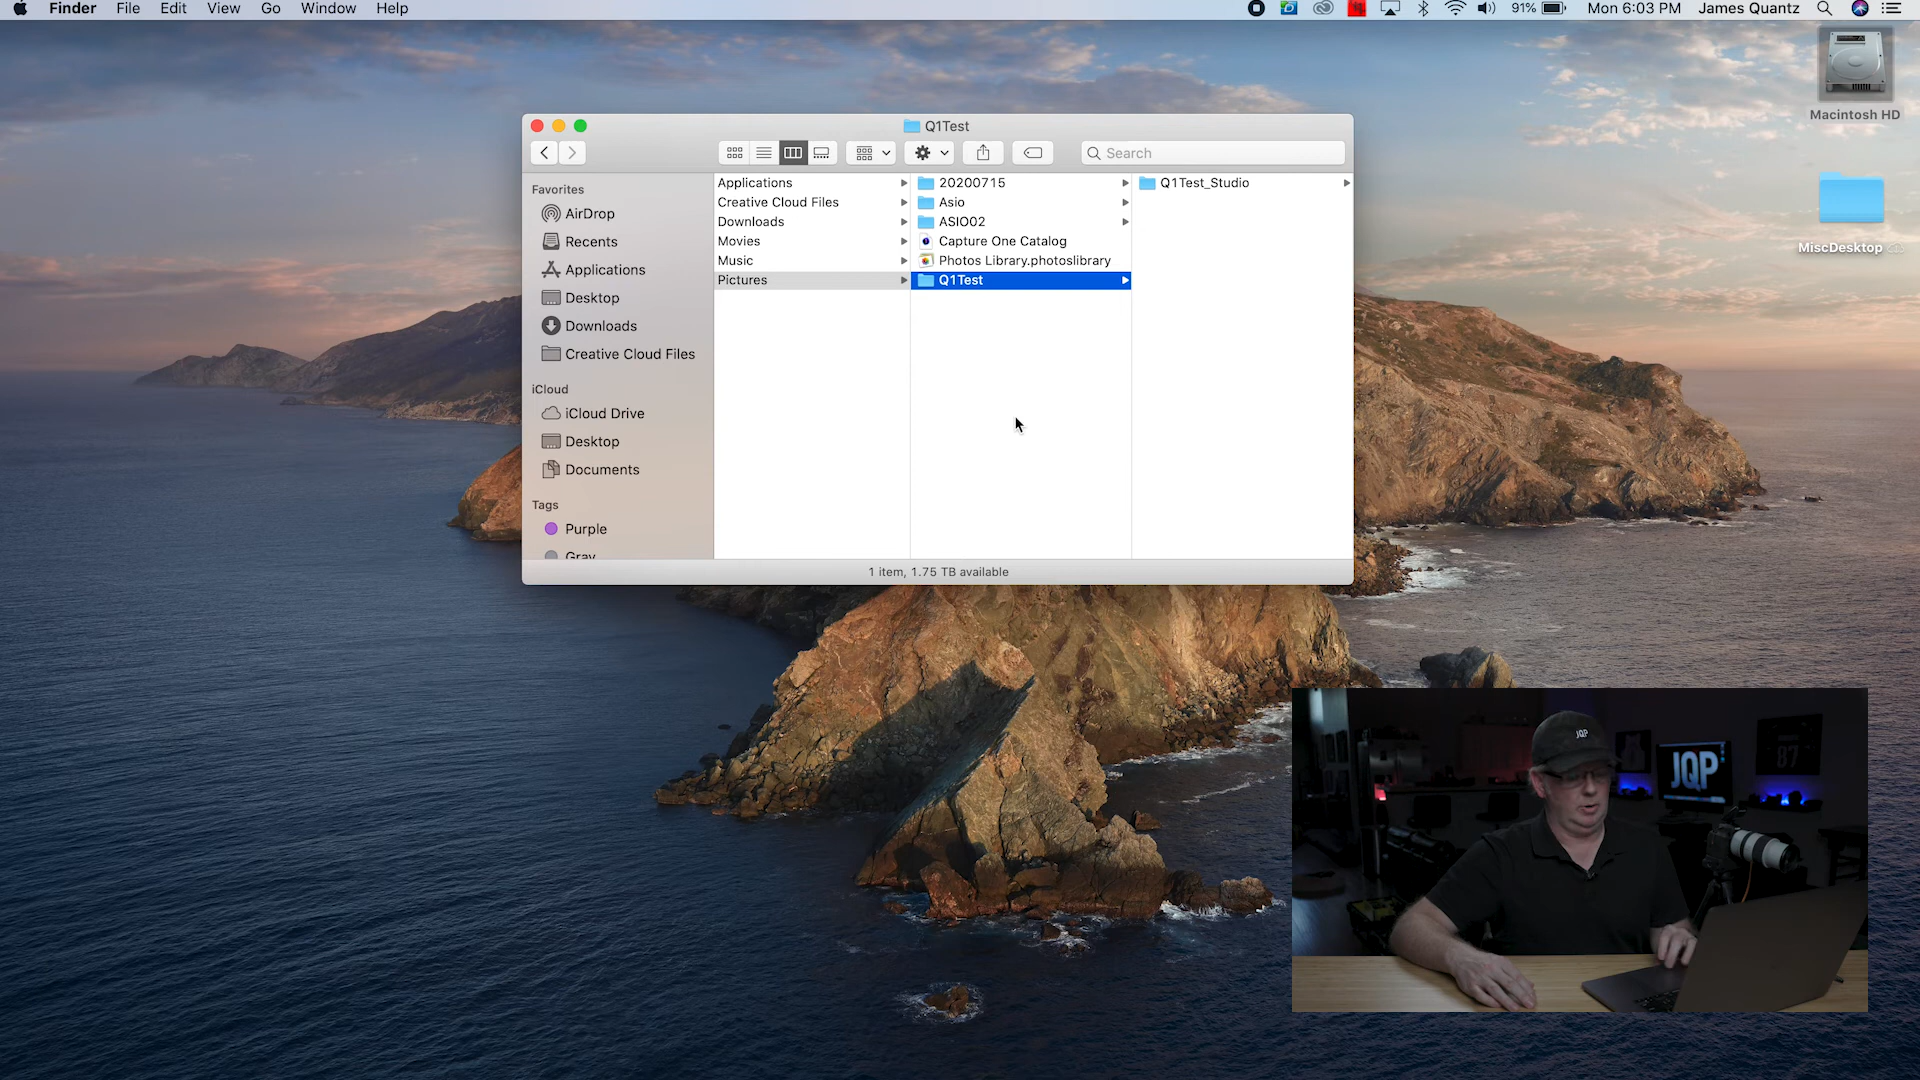 Finder File Edit View Go Window Help
91% Mon 6:03 PM James Quantz
Macintosh HD
MiscDesktop
Q1Test
Search
Favorites
AirDrop
Recents
Applications
Desktop
Downloads
Creative Cloud Files
iCloud
iCloud Drive
Desktop
Documents
Tags
Purple
Gray
Applications
Creative Cloud Files
Downloads
Movies
Music
Pictures
20200715
Asio
ASIO02
Capture One Catalog
Photos Library.photoslibrary
Q1Test
Q1Test_Studio
1 item, 1.75 TB available
JQP
JQP
87